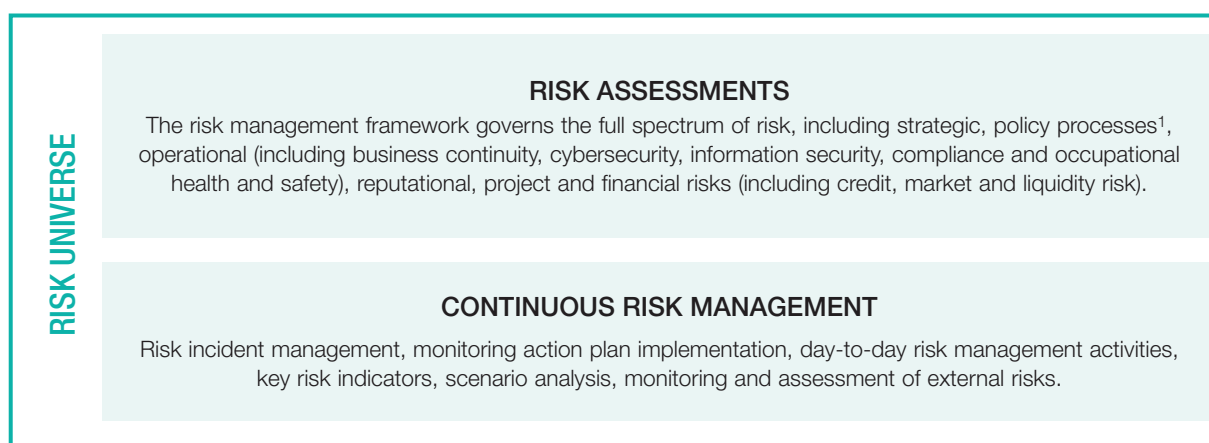 RISK UNIVERSE
RISK ASSESSMENTS
The risk management framework governs the full spectrum of risk, including strategic, policy processes¹,
operational (including business continuity, cybersecurity, information security, compliance and occupational
health and safety), reputational, project and financial risks (including credit, market and liquidity risk).
CONTINUOUS RISK MANAGEMENT
Risk incident management, monitoring action plan implementation, day-to-day risk management activities,
key risk indicators, scenario analysis, monitoring and assessment of external risks.